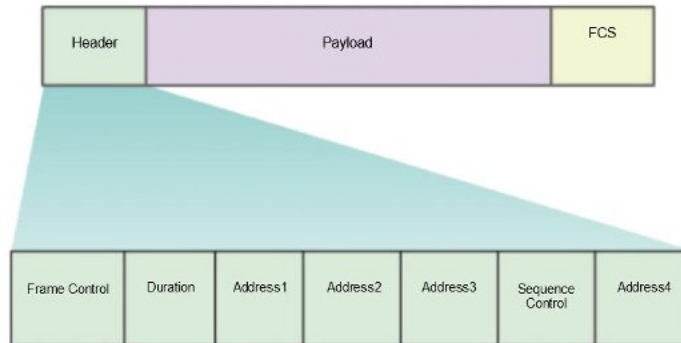 Header
Payload
FCS
Frame Control
Duration
Address1
Address2
Address3
Sequence
Control
Address4